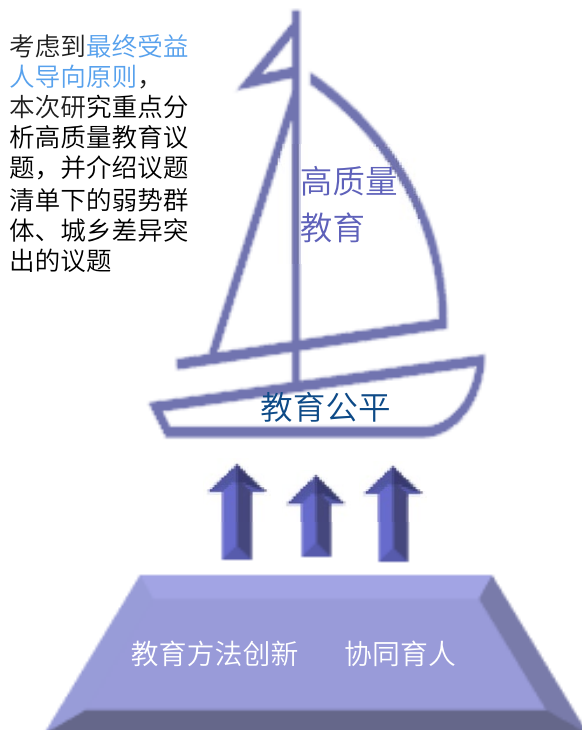 考虑到最终受益
人导向原则，
本次研究重点分
析高质量教育议
题，并介绍议题
清单下的弱势群
体、城乡差异突
出的议题
高质量
教育
教育公平
教育方法创新 协同育人